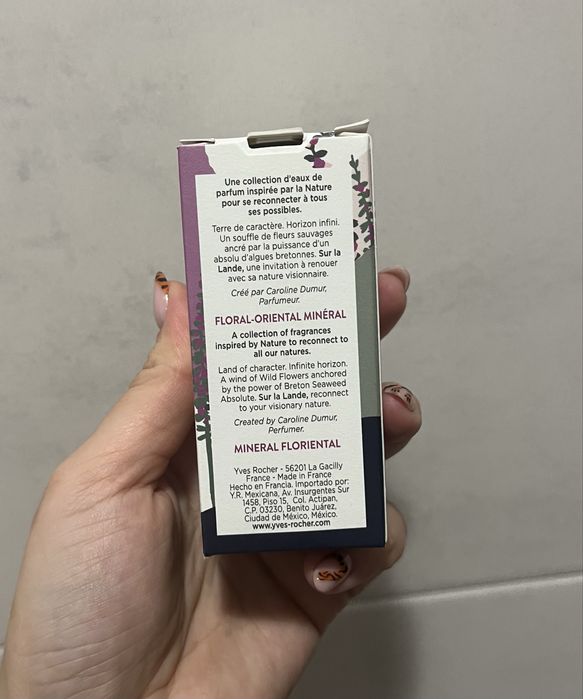 Une collection d'eaux de
parfum inspirée par la Nature
pour se reconnecter à tous
ses possibles.
Terre de caractère. Horizon infini.
Un souffle de fleurs sauvages
ancré par la puissance d'un
absolu d'algues bretonnes. Sur la
Lande, une invitation à renouer
avec sa nature visionnaire.
Créé par Caroline Dumur,
Parfumeur.
FLORAL-ORIENTAL MINÉRAL
A collection of fragrances
inspired by Nature to reconnect to
all our natures.
Land of character. Infinite horizon.
A wind of Wild Flowers anchored
by the power of Breton Seaweed
Absolute. Sur la Lande, reconnect
to your visionary nature.
Created by Caroline Dumur,
Perfumer.
MINERAL FLORIENTAL
Yves Rocher - 56201 La Gacilly
France - Made in France
Hecho en Francia. Importado por:
Y.R. Mexicana, Av. Insurgentes Sur
1458, Piso 15, Col. Actipan,
C.P. 03230, Benito Juárez,
Ciudad de México, México.
www.yves-rocher.com